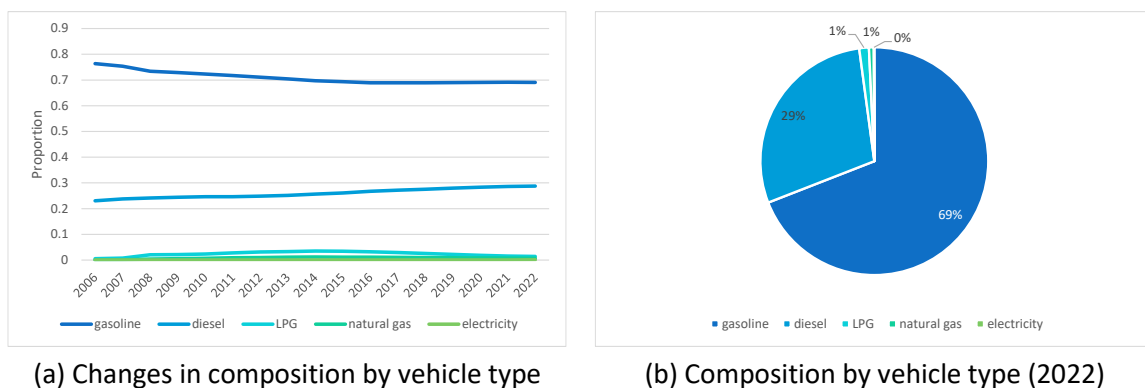 0.9
0.8
0.7
0.6
0.5
0.4
0.3
0.2
0.1
0
Proportion
2006 2007 2008 2009 2010 2011 2012 2013 2014 2015 2016 2017 2018 2019 2020 2021 2022
gasoline diesel LPG natural gas electricity
(a) Changes in composition by vehicle type
1% 1% 0%
29%
69%
gasoline diesel LPG natural gas electricity
(b) Composition by vehicle type (2022)